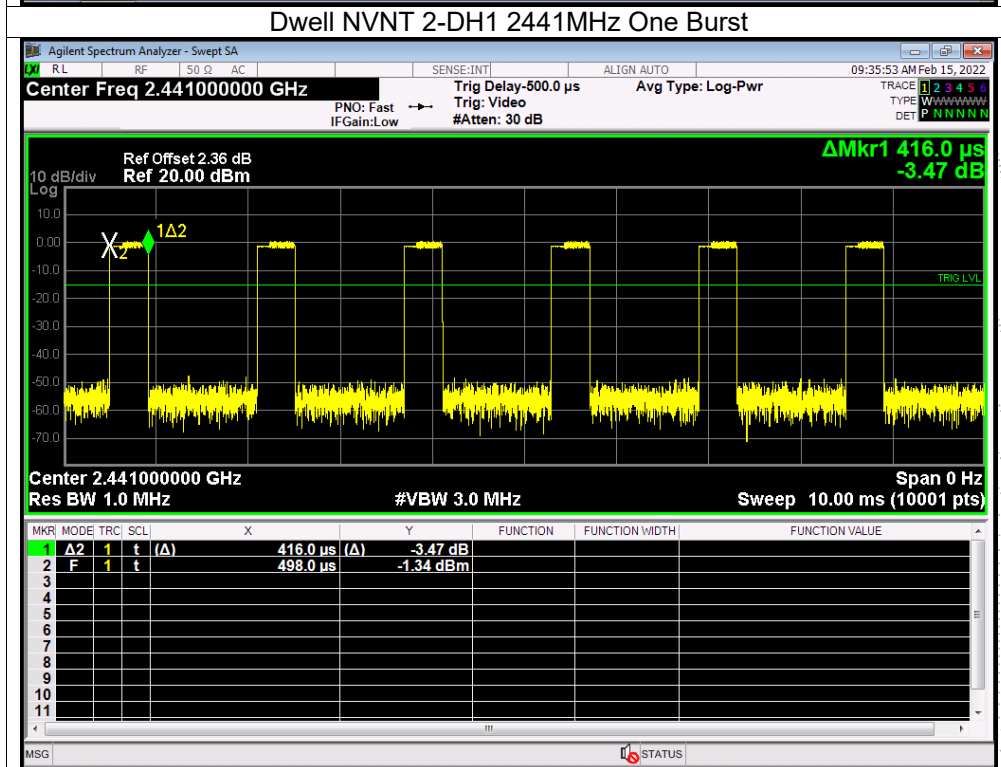 Dwell NVNT 2-DH1 2441MHz One Burst
Agilent Spectrum Analyzer - Swept SA
LXI RL RF 50 Ω AC SENSE:INT ALIGN AUTO 09:35:53 AM Feb 15, 2022
Center Freq 2.441000000 GHz Trig Delay-500.0 µs Avg Type: Log-Pwr TRACE 1 2 3 4 5 6
PNO: Fast Trig: Video TYPE WWWWWWW
IFGain:Low #Atten: 30 dB DET P N N N N N
ΔMkr1 416.0 µs
-3.47 dB
Ref Offset 2.36 dB
10 dB/div Ref 20.00 dBm
Log
10.0
0.00
-10.0
-20.0
-30.0
-40.0
-50.0
-60.0
-70.0
X2 1Δ2
TRIG LVL
Center 2.441000000 GHz Span 0 Hz
Res BW 1.0 MHz #VBW 3.0 MHz Sweep 10.00 ms (10001 pts)
MKR MODE TRC SCL X Y FUNCTION FUNCTION WIDTH FUNCTION VALUE
1 Δ2 1 t (Δ) 416.0 µs (Δ) -3.47 dB
2 F 1 t 498.0 µs -1.34 dBm
3
4
5
6
7
8
9
10
11
MSG STATUS